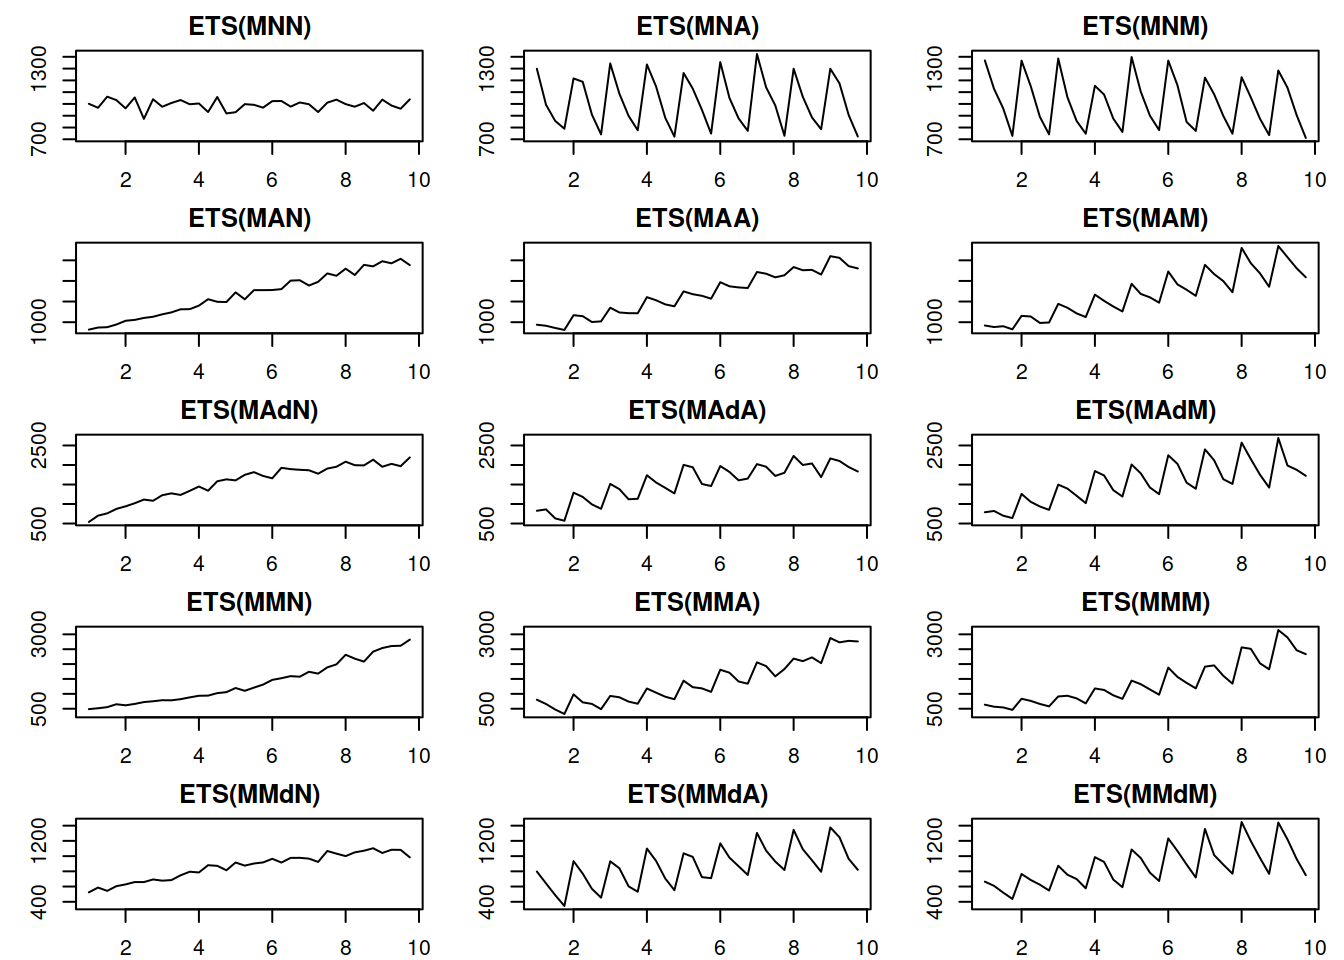 ETS(MNN) ETS(MNA) ETS(MNM)
1300 1300 1300
700 700 700
2 4 6 8 10 2 4 6 8 10 2 4 6 8 10
ETS(MAN) ETS(MAA) ETS(MAM)
1000 1000 1000
2 4 6 8 10 2 4 6 8 10 2 4 6 8 10
ETS(MAdN) ETS(MAdA) ETS(MAdM)
2500 2500 2500
500 500 500
2 4 6 8 10 2 4 6 8 10 2 4 6 8 10
ETS(MMN) ETS(MMA) ETS(MMM)
3000 3000 3000
500 500 500
2 4 6 8 10 2 4 6 8 10 2 4 6 8 10
ETS(MMdN) ETS(MMdA) ETS(MMdM)
1200 1200 1200
400 400 400
2 4 6 8 10 2 4 6 8 10 2 4 6 8 10